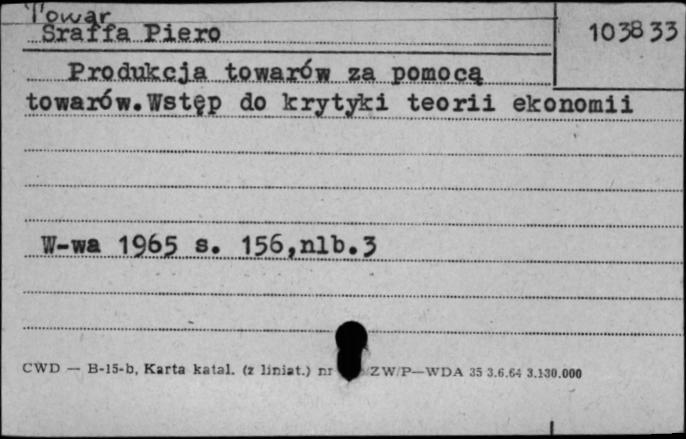 Towar
Sraffa Piero
103833
Produkcja towarów za pomocą
towarów.Wstęp do krytyki teorii ekonomii
W-wa 1965 s. 156,nlb.3
CWD — B-15-b, Karta katal. (z liniat.) nr ZW/P—WDA 35 3.6.64 3.130.000